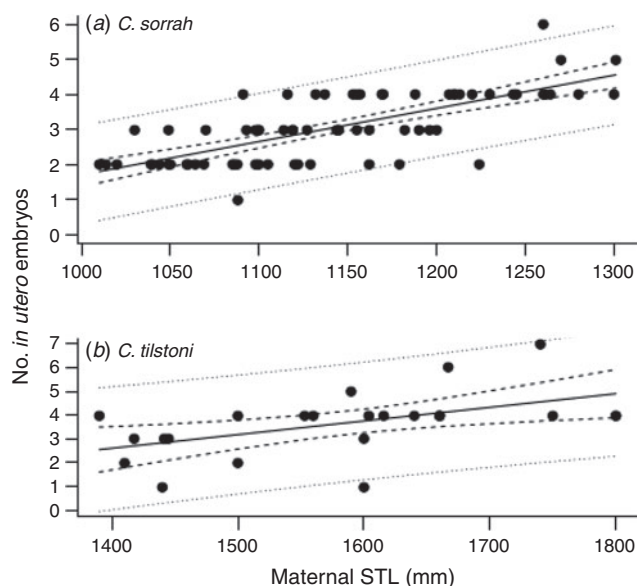 (a) C. sorrah
6
5
4
3
2
1
0
1000 1050 1100 1150 1200 1250 1300
No. in utero embryos
(b) C. tilstoni
7
6
5
4
3
2
1
0
1400 1500 1600 1700 1800
Maternal STL (mm)